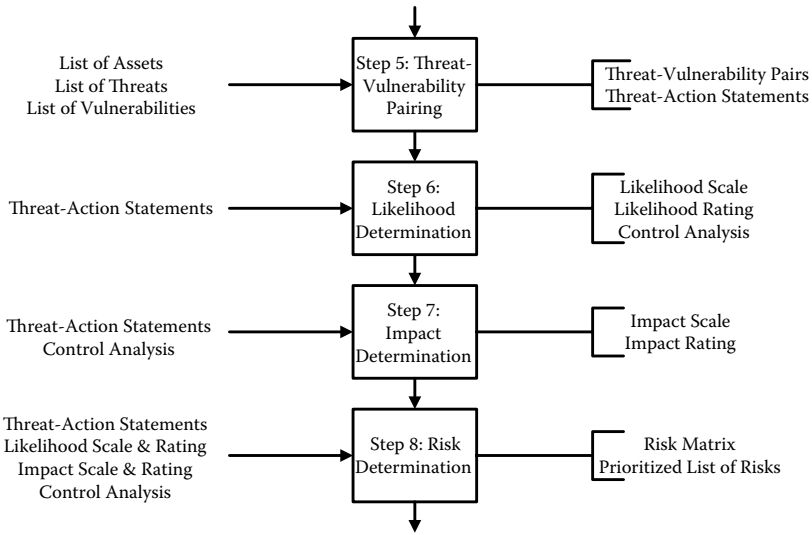 List of Assets
List of Threats
List of Vulnerabilities
Step 5: Threat-
Vulnerability
Pairing
Threat-Vulnerability Pairs
Threat-Action Statements
Threat-Action Statements
Step 6:
Likelihood
Determination
Likelihood Scale
Likelihood Rating
Control Analysis
Threat-Action Statements
Control Analysis
Step 7:
Impact
Determination
Impact Scale
Impact Rating
Threat-Action Statements
Likelihood Scale & Rating
Impact Scale & Rating
Control Analysis
Step 8: Risk
Determination
Risk Matrix
Prioritized List of Risks